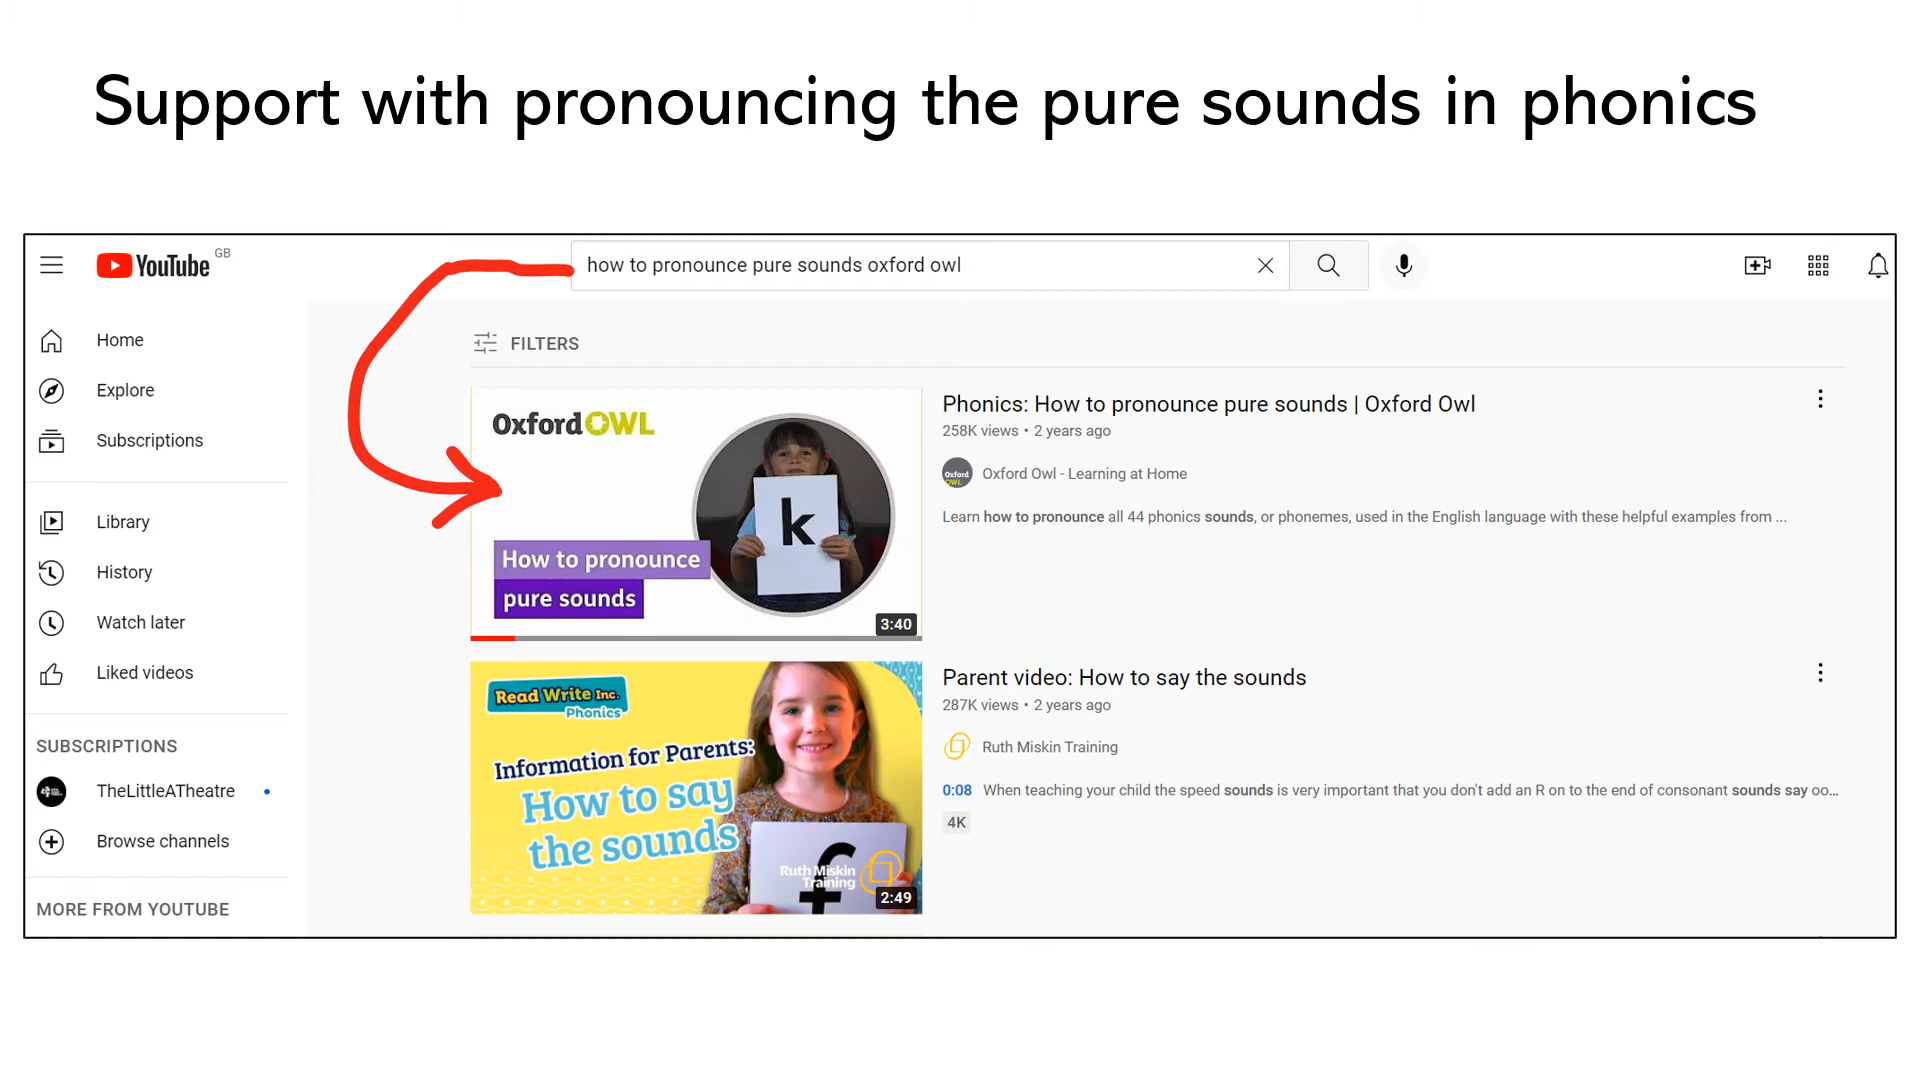 Support with pronouncing the pure sounds in phonics
YouTube GB
how to pronounce pure sounds oxford owl
Home
Explore
Subscriptions
Library
History
Watch later
Liked videos
SUBSCRIPTIONS
TheLittleATheatre
Browse channels
MORE FROM YOUTUBE
FILTERS
OxfordOWL
k
How to pronounce
pure sounds
3:40
Phonics: How to pronounce pure sounds | Oxford Owl
258K views • 2 years ago
Oxford OWL
Oxford Owl - Learning at Home
Learn how to pronounce all 44 phonics sounds, or phonemes, used in the English language with these helpful examples from ...
Read Write Inc.
Phonics
Information for Parents:
How to say
the sounds
f
Ruth Miskin
Training
2:49
Parent video: How to say the sounds
287K views • 2 years ago
Ruth Miskin Training
0:08 When teaching your child the speed sounds is very important that you don't add an R on to the end of consonant sounds say oo...
4K